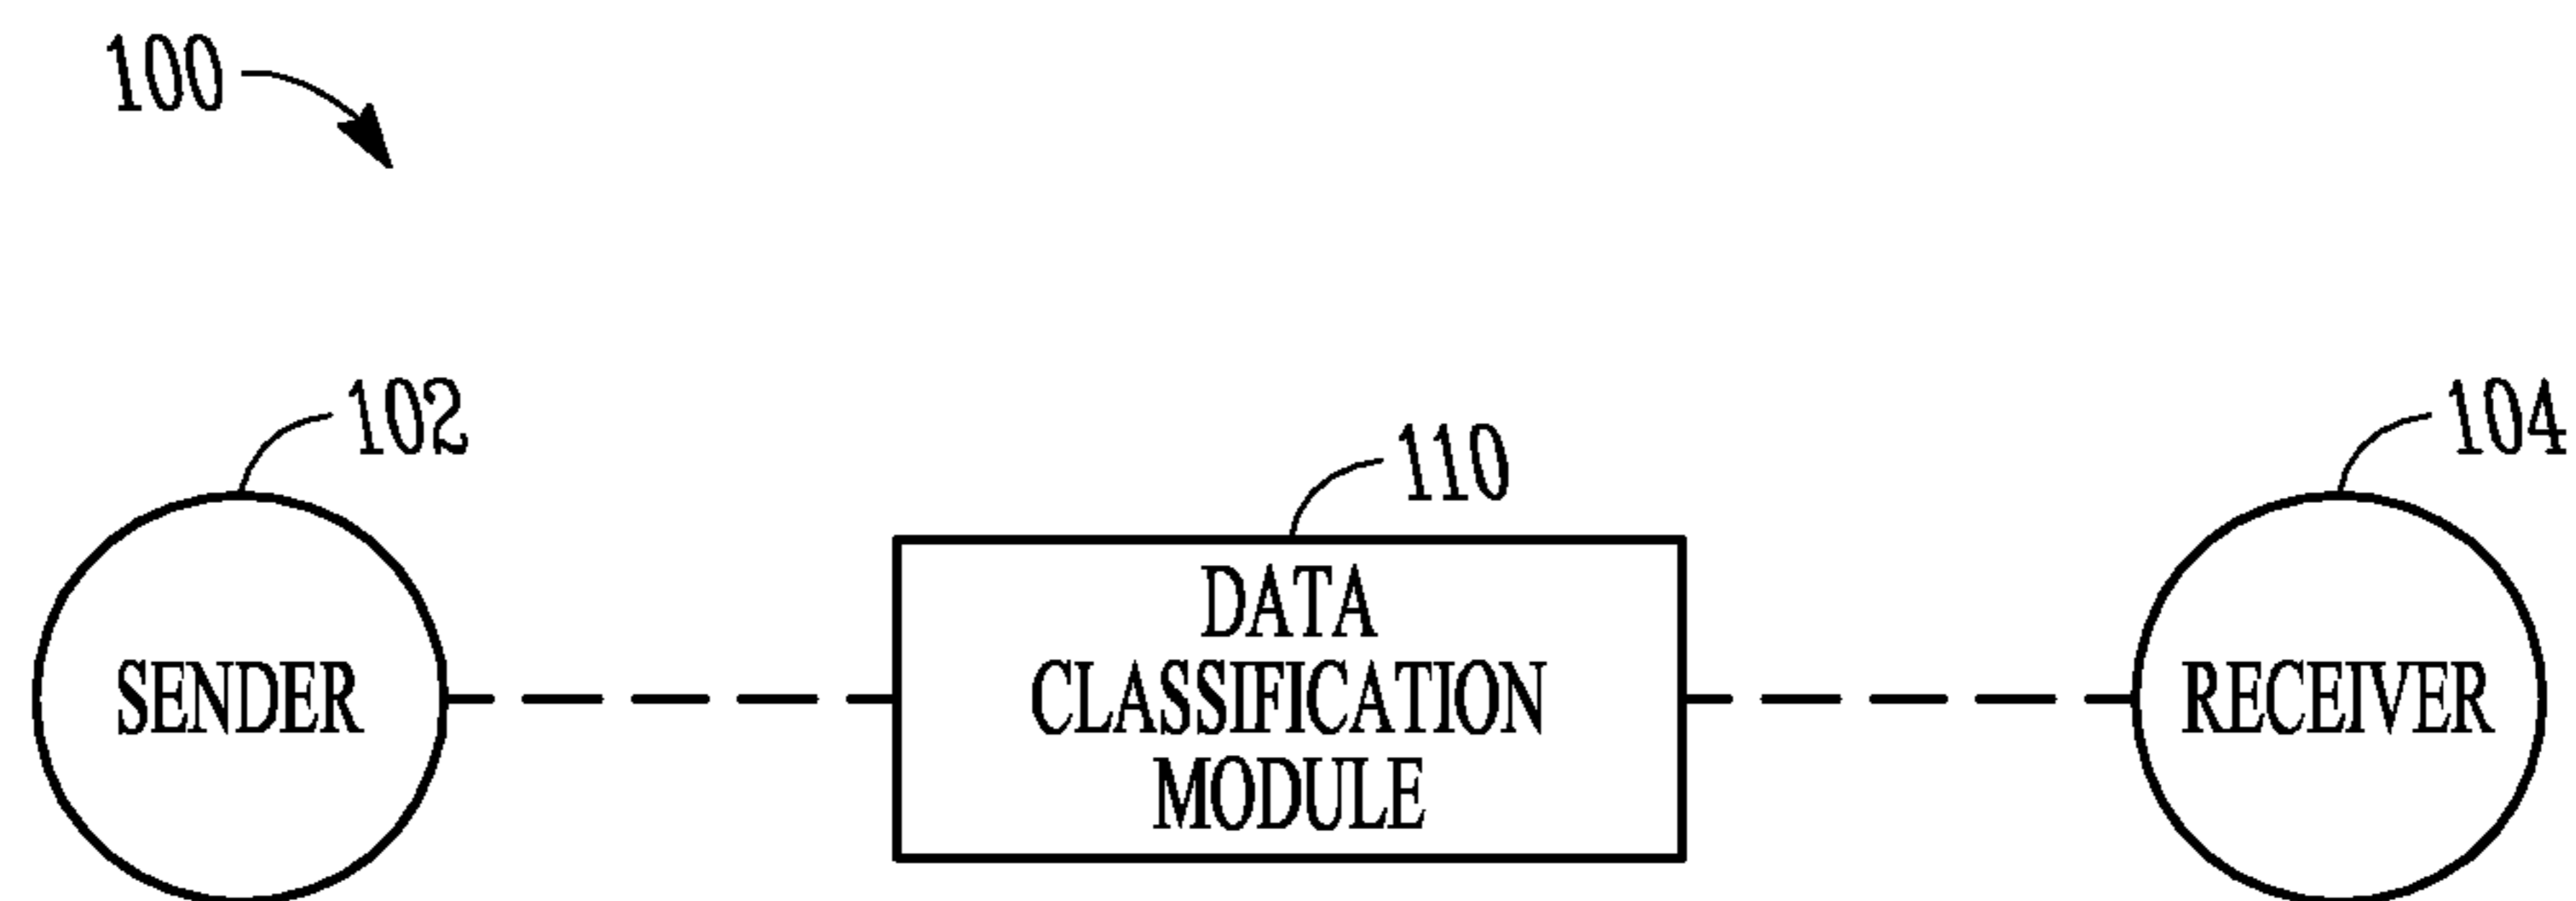 100
102
110
104
SENDER
DATA
CLASSIFICATION
MODULE
RECEIVER